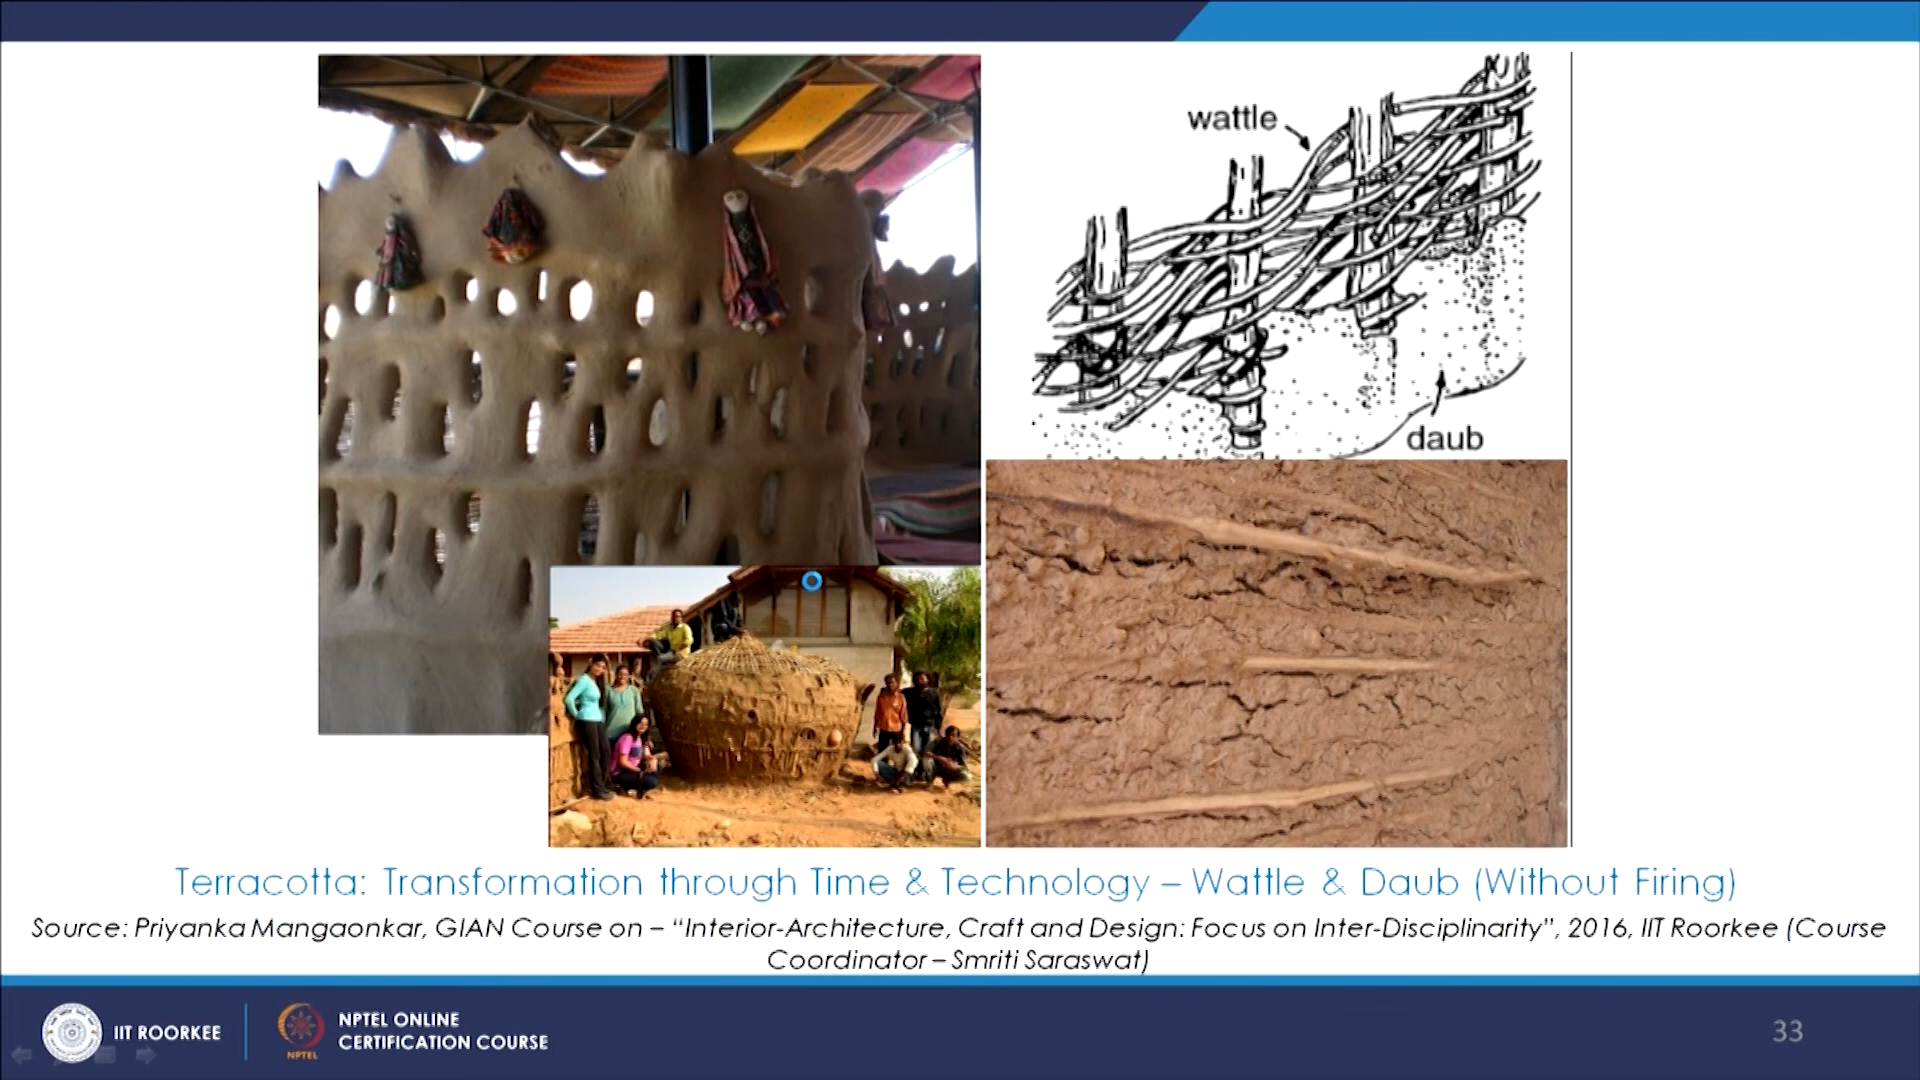 wattle
daub
Terracotta: Transformation through Time & Technology – Wattle & Daub (Without Firing)
Source: Priyanka Mangaonkar, GIAN Course on – “Interior-Architecture, Craft and Design: Focus on Inter-Disciplinarity”, 2016, IIT Roorkee (Course
Coordinator – Smriti Saraswat)
IIT ROORKEE
NPTEL
NPTEL ONLINE
CERTIFICATION COURSE
33